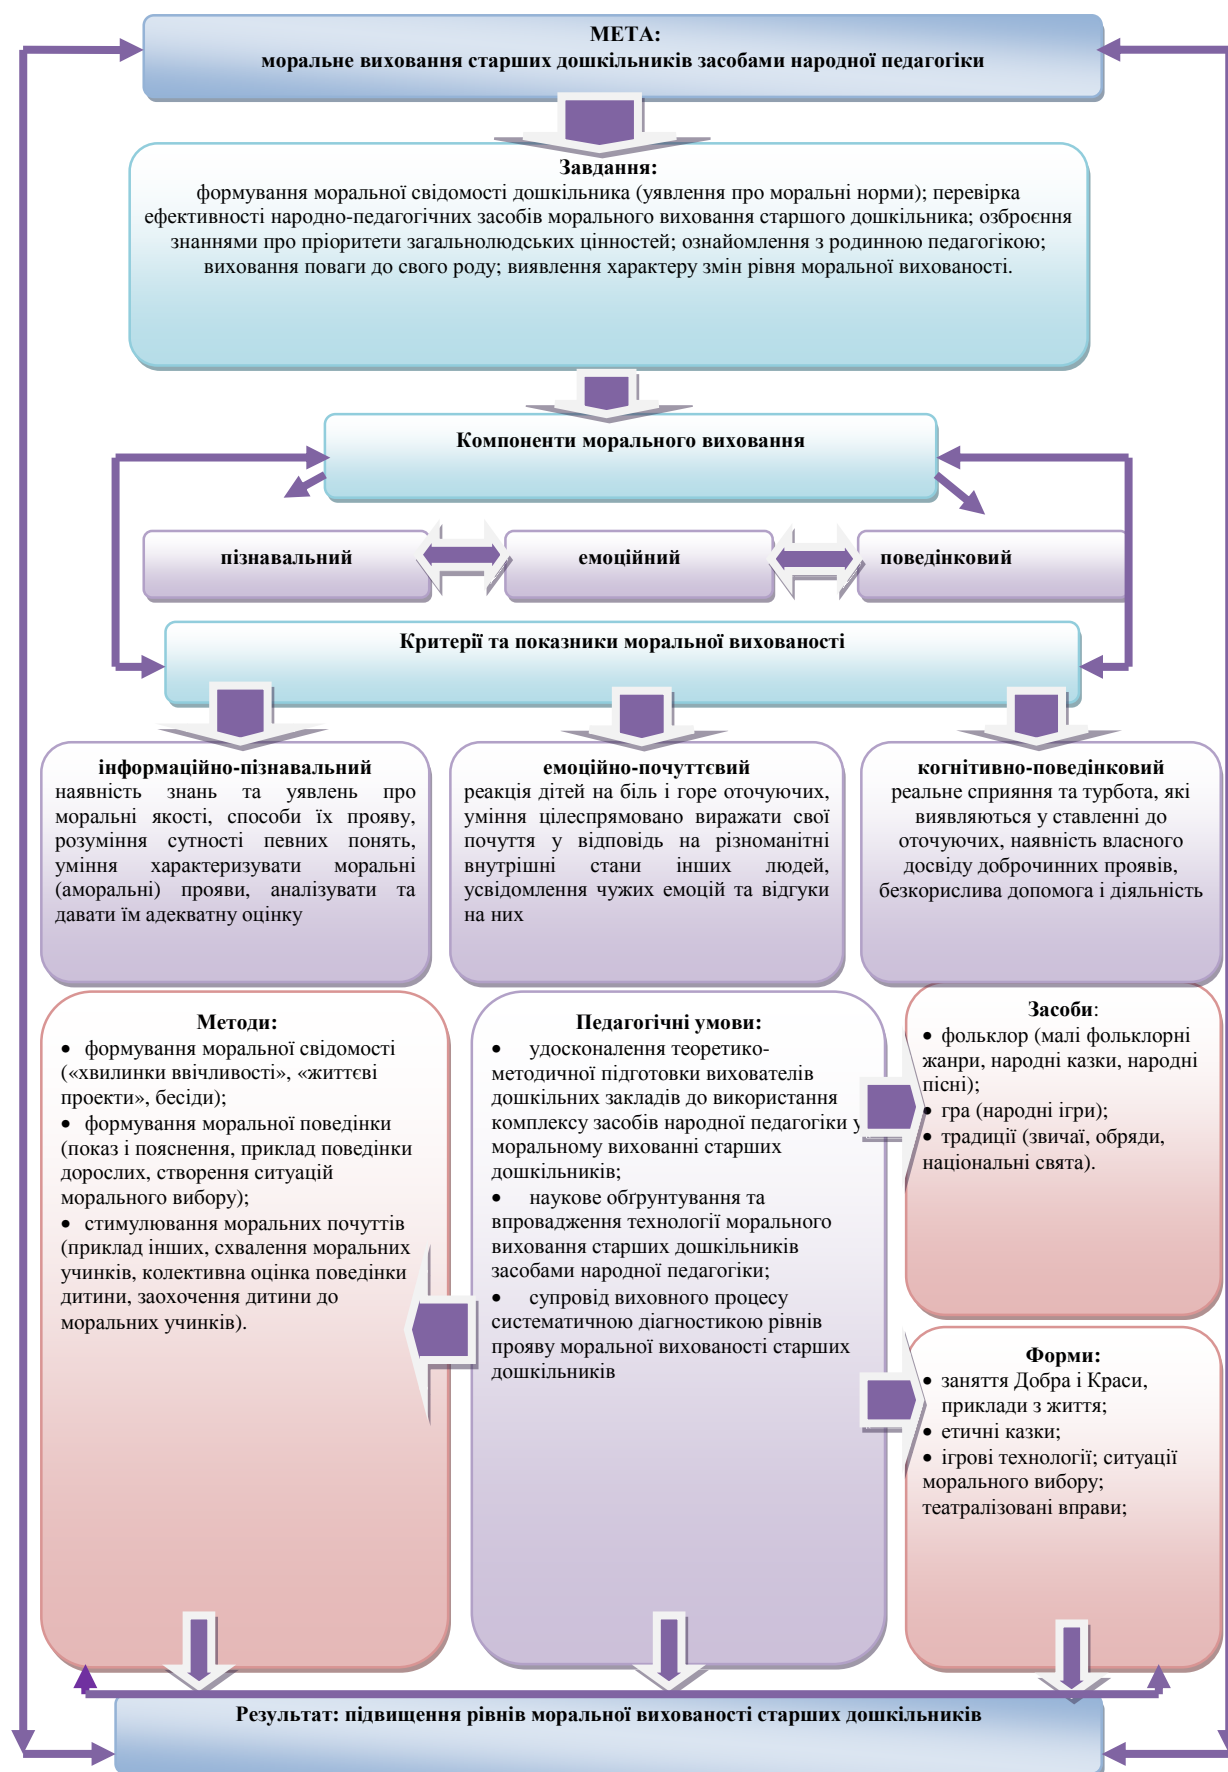 МЕТА:
моральне виховання старших дошкільників засобами народної педагогіки
Завдання:
формування моральної свідомості дошкільника (уявлення про моральні норми); перевірка
ефективності народно-педагогічних засобів морального виховання старшого дошкільника; озброєння
знаннями про пріоритети загальнолюдських цінностей; ознайомлення з родинною педагогікою;
виховання поваги до свого роду; виявлення характеру змін рівня моральної вихованості.
Компоненти морального виховання
пізнавальний
емоційний
поведінковий
Критерії та показники моральної вихованості
інформаційно-пізнавальний
наявність знань та уявлень про
моральні якості, способи їх прояву,
розуміння сутності певних понять,
уміння характеризувати моральні
(аморальні) прояви, аналізувати та
давати їм адекватну оцінку
емоційно-почуттєвий
реакція дітей на біль і горе оточуючих,
уміння цілеспрямовано виражати свої
почуття у відповідь на різноманітні
внутрішні стани інших людей,
усвідомлення чужих емоцій та відгуки
на них
когнітивно-поведінковий
реальне сприяння та турбота, які
виявляються у ставленні до
оточуючих, наявність власного
досвіду доброчинних проявів,
безкорислива допомога і діяльність
Методи:
• формування моральної свідомості
(«хвилинки ввічливості», «життєві
проекти», бесіди);
• формування моральної поведінки
(показ і пояснення, приклад поведінки
дорослих, створення ситуацій
морального вибору);
• стимулювання моральних почуттів
(приклад інших, схвалення моральних
учинків, колективна оцінка поведінки
дитини, заохочення дитини до
моральних учинків).
Педагогічні умови:
• удосконалення теоретико-
методичної підготовки вихователів
дошкільних закладів до використання
комплексу засобів народної педагогіки у
моральному вихованні старших
дошкільників;
• наукове обґрунтування та
впровадження технології морального
виховання старших дошкільників
засобами народної педагогіки;
• супровід виховного процесу
систематичною діагностикою рівнів
прояву моральної вихованості старших
дошкільників
Засоби:
• фольклор (малі фольклорні
жанри, народні казки, народні
пісні);
• гра (народні ігри);
• традиції (звичаї, обряди,
національні свята).
Форми:
• заняття Добра і Краси,
приклади з життя;
• етичні казки;
• ігрові технології; ситуації
морального вибору;
театралізовані вправи;
Результат: підвищення рівнів моральної вихованості старших дошкільників